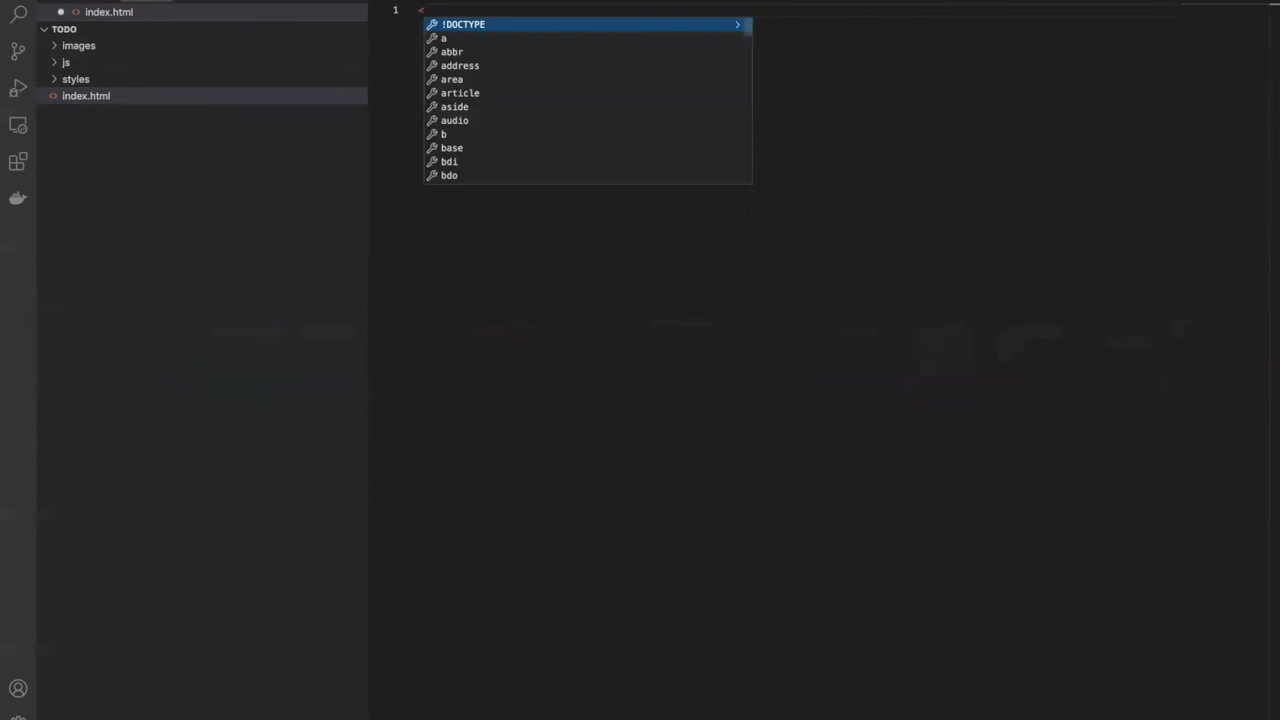 index.html
TODO
images
js
styles
index.html
1 <
!DOCTYPE
a
abbr
address
area
article
aside
audio
b
base
bdi
bdo